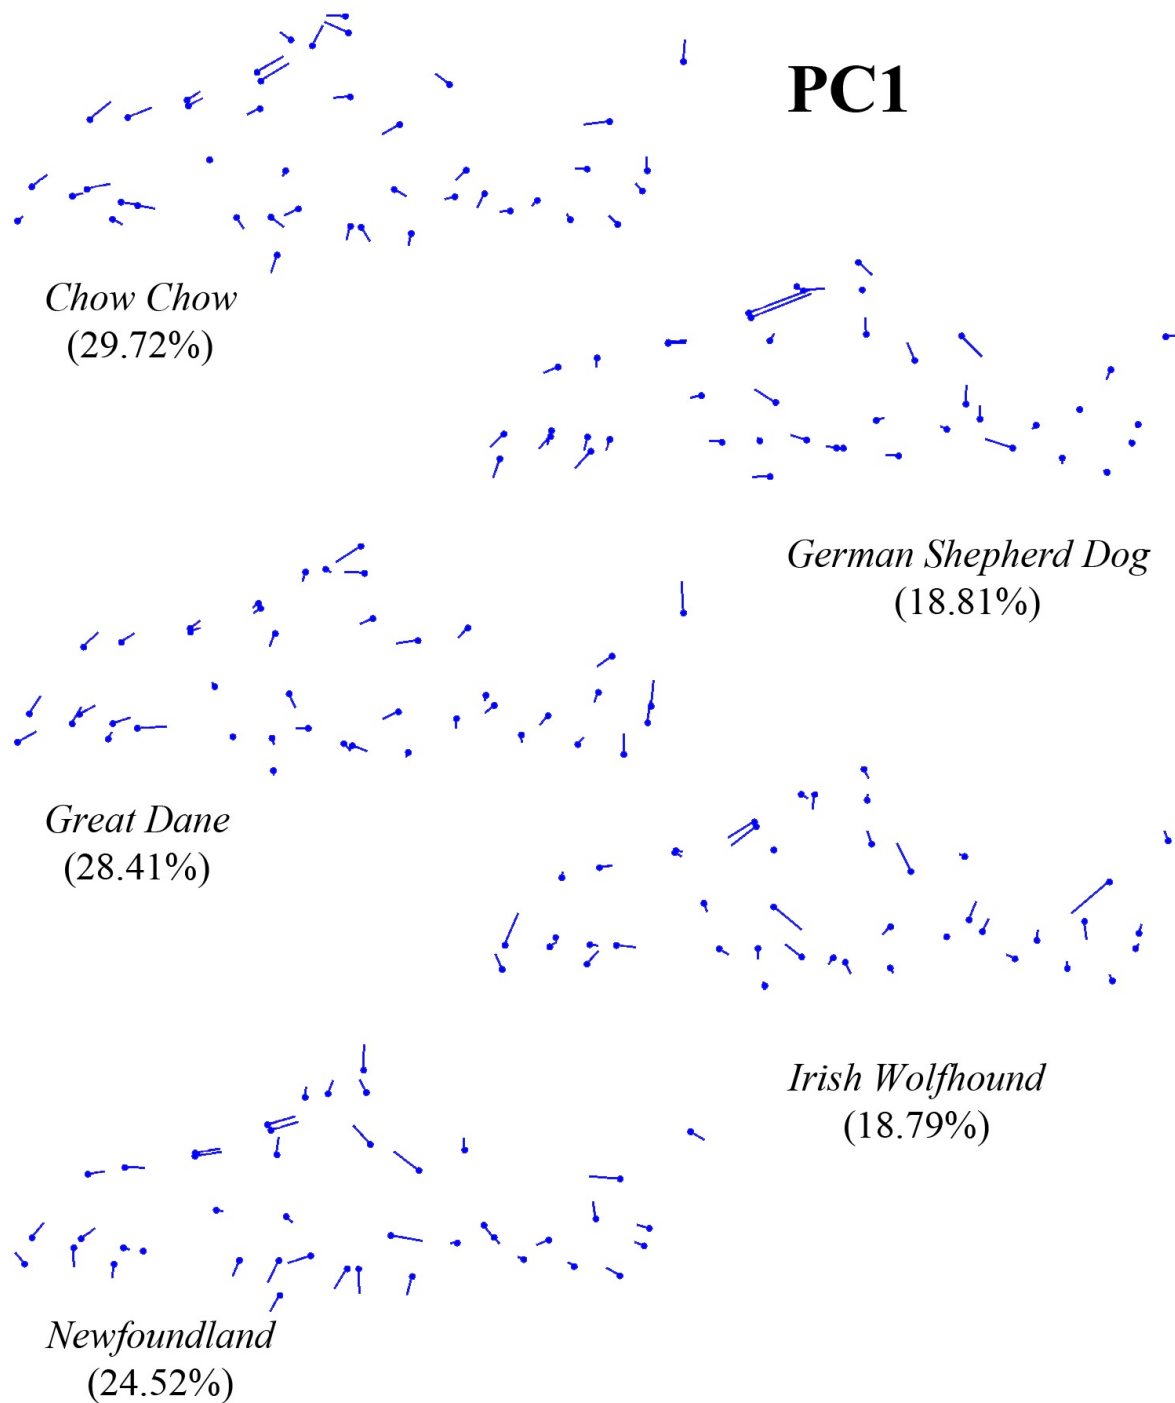 PC1
Chow Chow
(29.72%)
German Shepherd Dog
(18.81%)
Great Dane
(28.41%)
Irish Wolfhound
(18.79%)
Newfoundland
(24.52%)